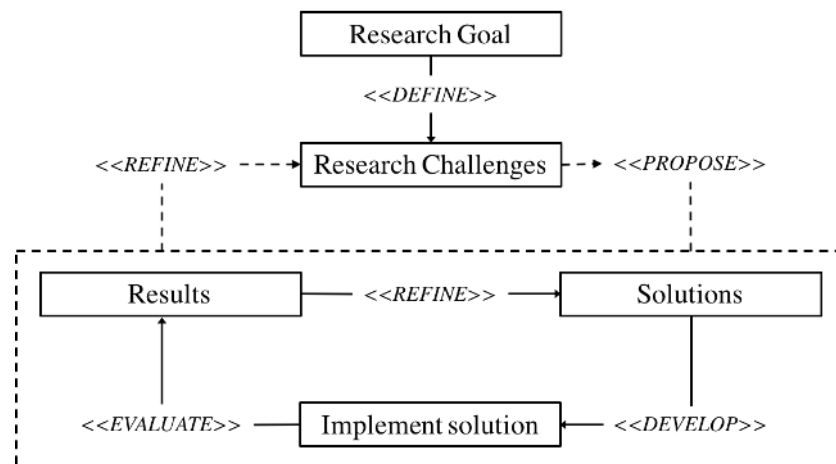 Research Goal
<<DEFINE>>
<<REFINE>>
Research Challenges
<<PROPOSE>>
Results
<<REFINE>>
Solutions
<<EVALUATE>>
Implement solution
<<DEVELOP>>